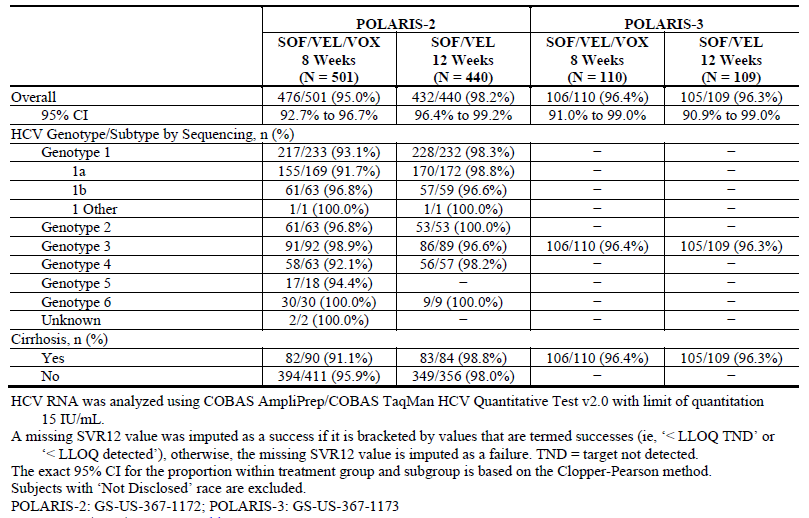 POLARIS-2 POLARIS-3
SOF/VEL/VOX SOF/VEL SOF/VEL/VOX SOF/VEL
8 Weeks 12 Weeks 8 Weeks 12 Weeks
(N = 501) (N = 440) (N = 110) (N = 109)
Overall 476/501 (95.0%) 432/440 (98.2%) 106/110 (96.4%) 105/109 (96.3%)
95% CI 92.7% to 96.7% 96.4% to 99.2% 91.0% to 99.0% 90.9% to 99.0%
HCV Genotype/Subtype by Sequencing, n (%)
Genotype 1 217/233 (93.1%) 228/232 (98.3%) – –
1a 155/169 (91.7%) 170/172 (98.8%) – –
1b 61/63 (96.8%) 57/59 (96.6%) – –
1 Other 1/1 (100.0%) 1/1 (100.0%) – –
Genotype 2 61/63 (96.8%) 53/53 (100.0%) – –
Genotype 3 91/92 (98.9%) 86/89 (96.6%) 106/110 (96.4%) 105/109 (96.3%)
Genotype 4 58/63 (92.1%) 56/57 (98.2%) – –
Genotype 5 17/18 (94.4%) – – –
Genotype 6 30/30 (100.0%) 9/9 (100.0%) – –
Unknown 2/2 (100.0%) – – –
Cirrhosis, n (%)
Yes 82/90 (91.1%) 83/84 (98.8%) 106/110 (96.4%) 105/109 (96.3%)
No 394/411 (95.9%) 349/356 (98.0%) – –
HCV RNA was analyzed using COBAS AmpliPrep/COBAS TaqMan HCV Quantitative Test v2.0 with limit of quantitation
15 IU/mL.
A missing SVR12 value was imputed as a success if it is bracketed by values that are termed successes (ie, ‘< LLOQ TND’ or
‘< LLOQ detected’), otherwise, the missing SVR12 value is imputed as a failure. TND = target not detected.
The exact 95% CI for the proportion within treatment group and subgroup is based on the Clopper-Pearson method.
Subjects with ‘Not Disclosed’ race are excluded.
POLARIS-2: GS-US-367-1172; POLARIS-3: GS-US-367-1173